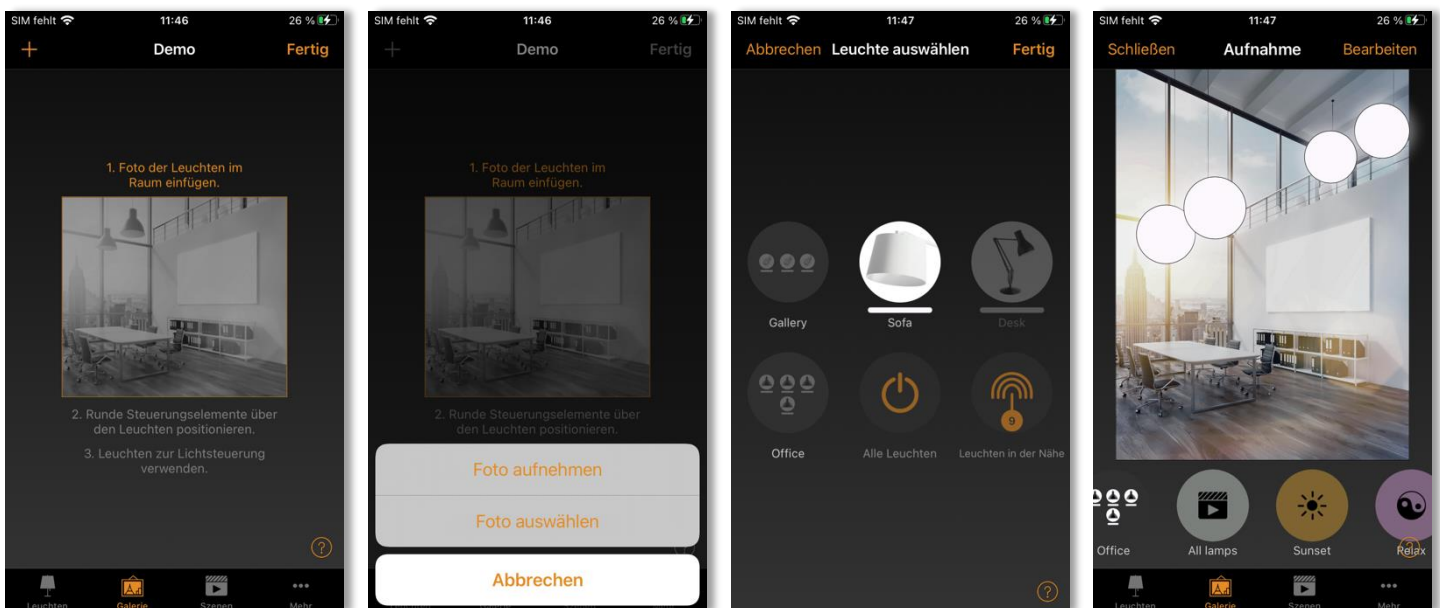 SIM fehlt 11:46 26 %
+ Demo Fertig
1. Foto der Leuchten im
Raum einfügen.
2. Runde Steuerungselemente über
den Leuchten positionieren.
3. Leuchten zur Lichtsteuerung
verwenden.
?
Leuchten Galerie Szenen Mehr
SIM fehlt 11:46 26 %
+ Demo Fertig
1. Foto der Leuchten im
Raum einfügen.
2. Runde Steuerungselemente über
den Leuchten positionieren.
Foto aufnehmen
Foto auswählen
Abbrechen
SIM fehlt 11:47 26 %
Abbrechen Leuchte auswählen Fertig
Gallery Sofa Desk
9
Office Alle Leuchten Leuchten in der Nähe
?
SIM fehlt 11:47 26 %
Schließen Aufnahme Bearbeiten
Office All lamps Sunset Relax
?
Leuchten Galerie Szenen Mehr